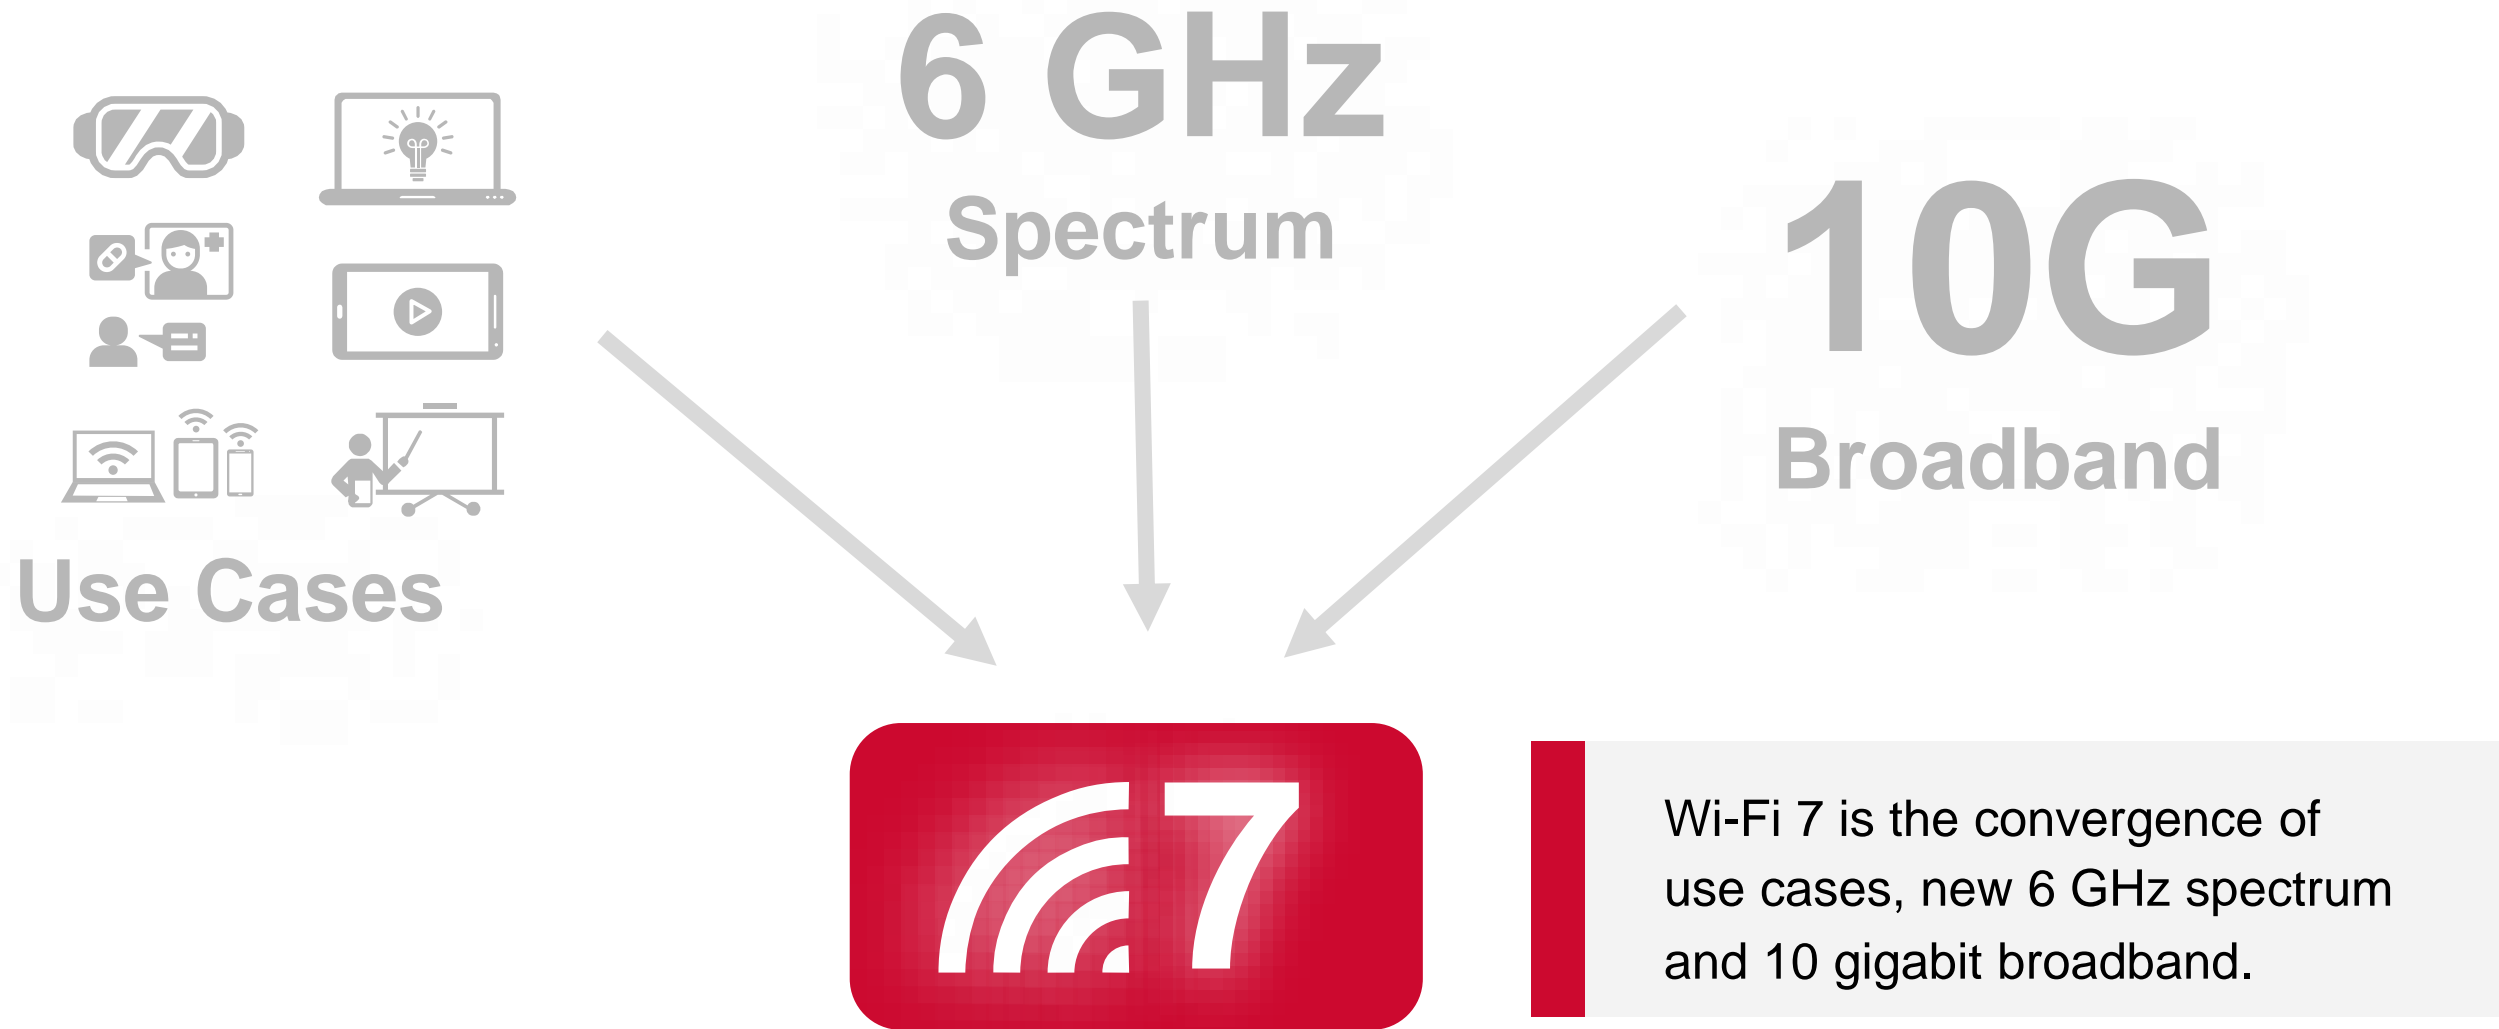 6 GHz
Spectrum
10G
Broadband
Use Cases
7
Wi-Fi 7 is the convergence of
use cases, new 6 GHz spectrum
and 10 gigabit broadband.